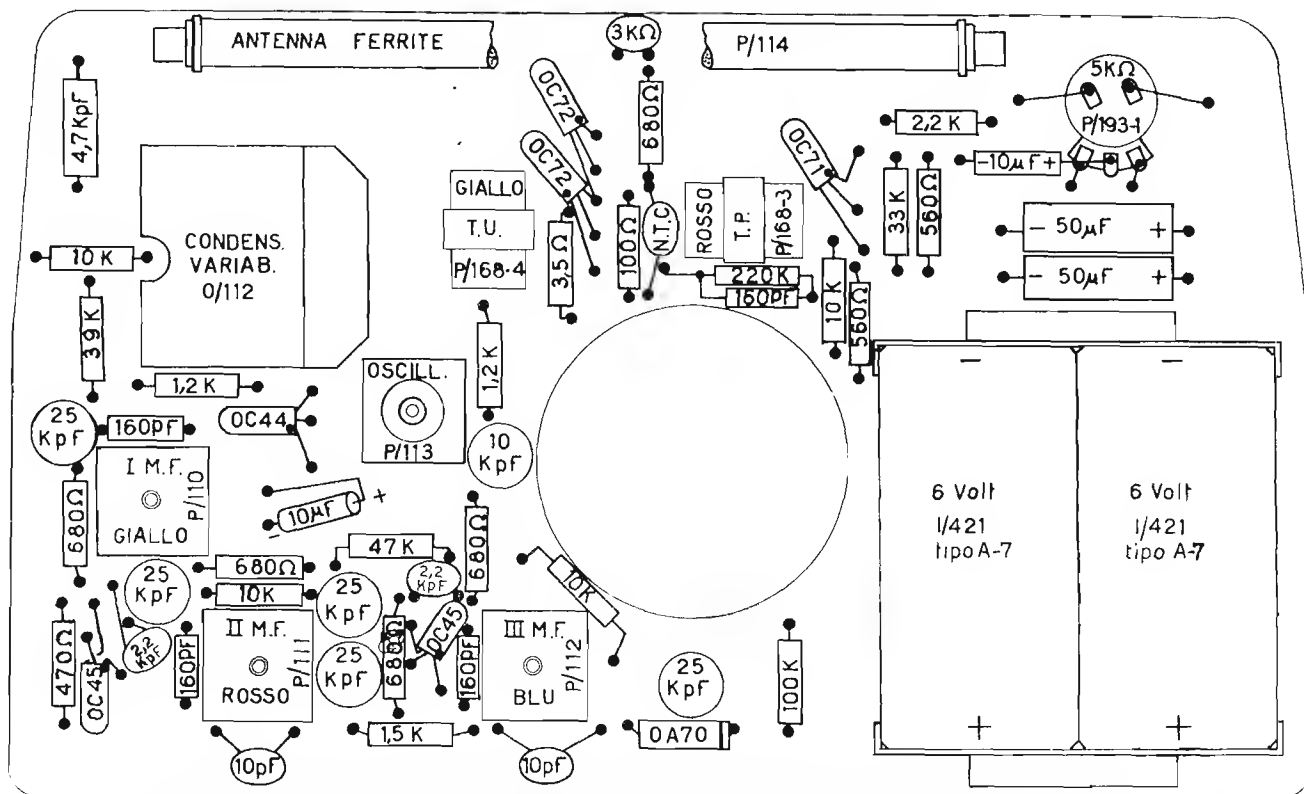 ANTENNA FERRITE
3KΩ
P/114
5KΩ
P/193-1
4,7KpF
OC72
680Ω
2,2 K
OC72
OC71
-10µF+
GIALLO
T.U.
P/168-4
3,5Ω
100Ω
N.T.C.
ROSSO
T.P.
P/168-3
33K
560Ω
- 50µF +
- 50µF +
10 K
CONDENS.
VARIAB.
O/112
220K
160PF
10K
560Ω
39K
1,2K
OSCILL.
P/113
1,2K
- -
25
KpF
160PF
OC44
10
KpF
I M.F.
P/110
GIALLO
680Ω
10µF
+
-
680Ω
6 Volt
1/421
tipo A-7
6 Volt
1/421
tipo A-7
47K
680Ω
10K
25
KpF
25
KpF
2,2
KPF
10K
470Ω
OC45
2,2
KPF
160PF
II M.F.
P/111
ROSSO
25
KpF
680Ω
OC45
160PF
III M.F.
P/112
BLU
25
KpF
100K
1,5K
OA70
+ +
10pF
10pF